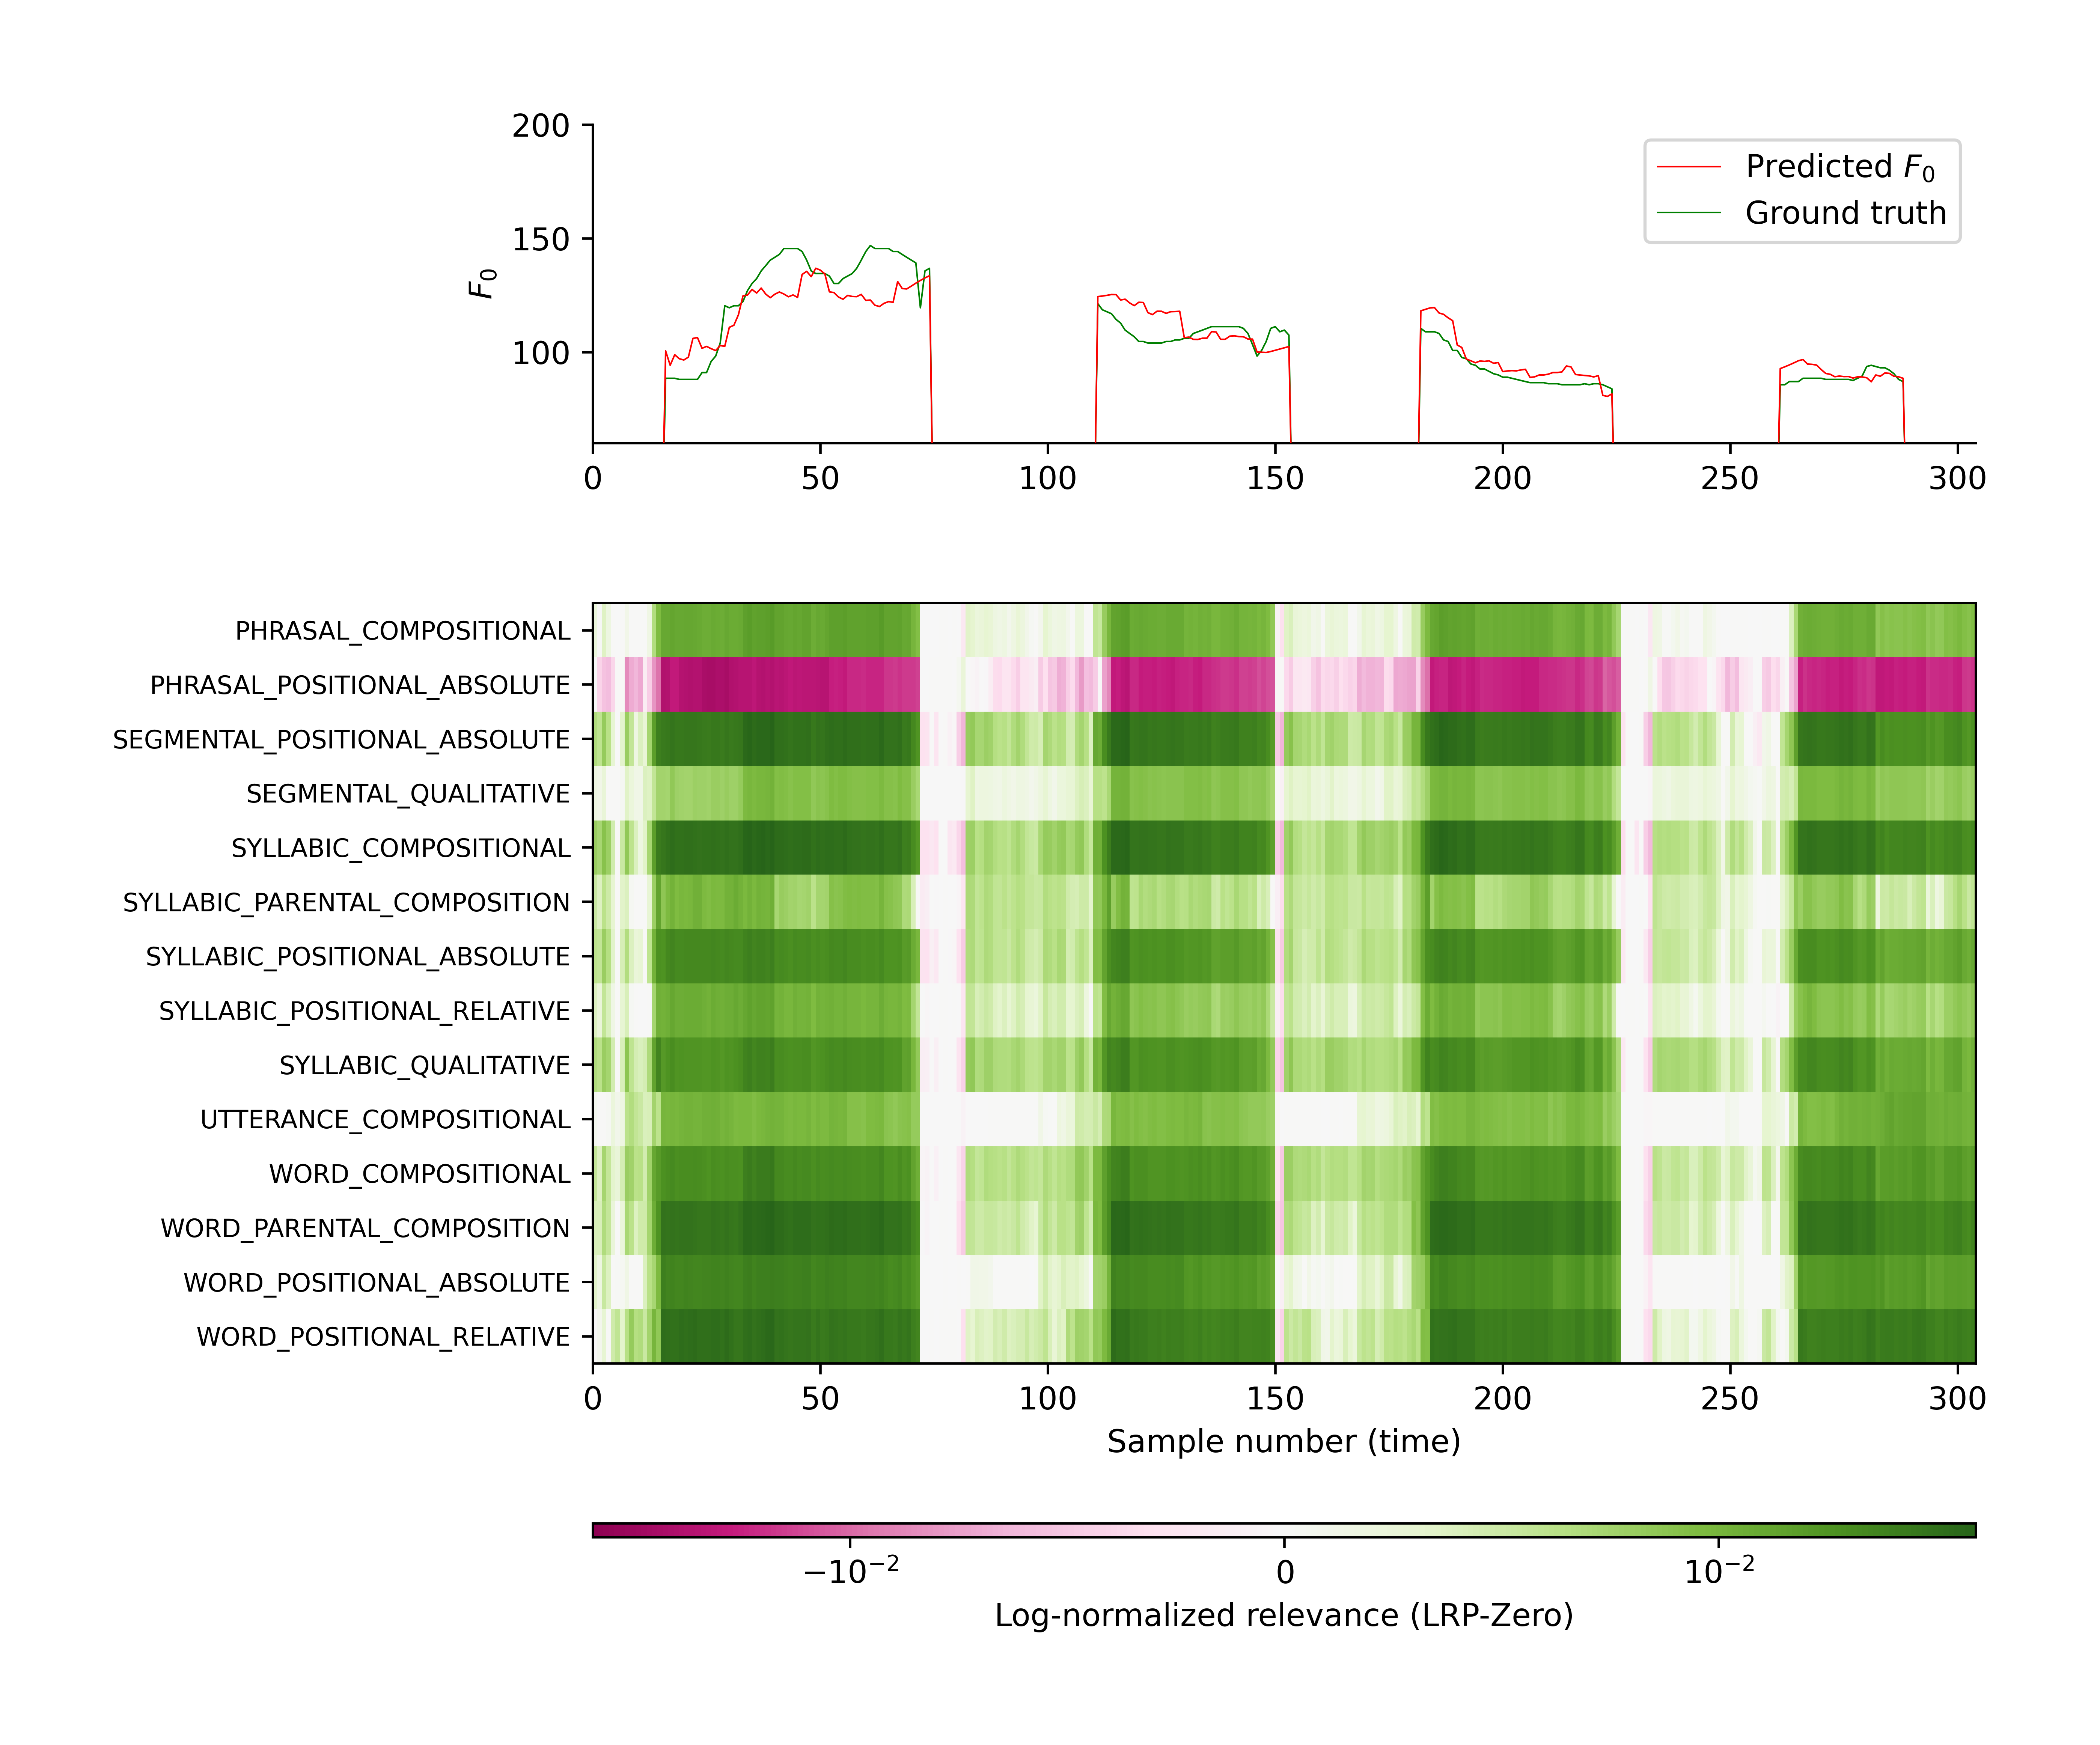 200
150
100
F0
Predicted F0
Ground truth
0 50 100 150 200 250 300
PHRASAL_COMPOSITIONAL
PHRASAL_POSITIONAL_ABSOLUTE
SEGMENTAL_POSITIONAL_ABSOLUTE
SEGMENTAL_QUALITATIVE
SYLLABIC_COMPOSITIONAL
SYLLABIC_PARENTAL_COMPOSITION
SYLLABIC_POSITIONAL_ABSOLUTE
SYLLABIC_POSITIONAL_RELATIVE
SYLLABIC_QUALITATIVE
UTTERANCE_COMPOSITIONAL
WORD_COMPOSITIONAL
WORD_PARENTAL_COMPOSITION
WORD_POSITIONAL_ABSOLUTE
WORD_POSITIONAL_RELATIVE
0 50 100 150 200 250 300
Sample number (time)
−10⁻² 0 10⁻²
Log-normalized relevance (LRP-Zero)